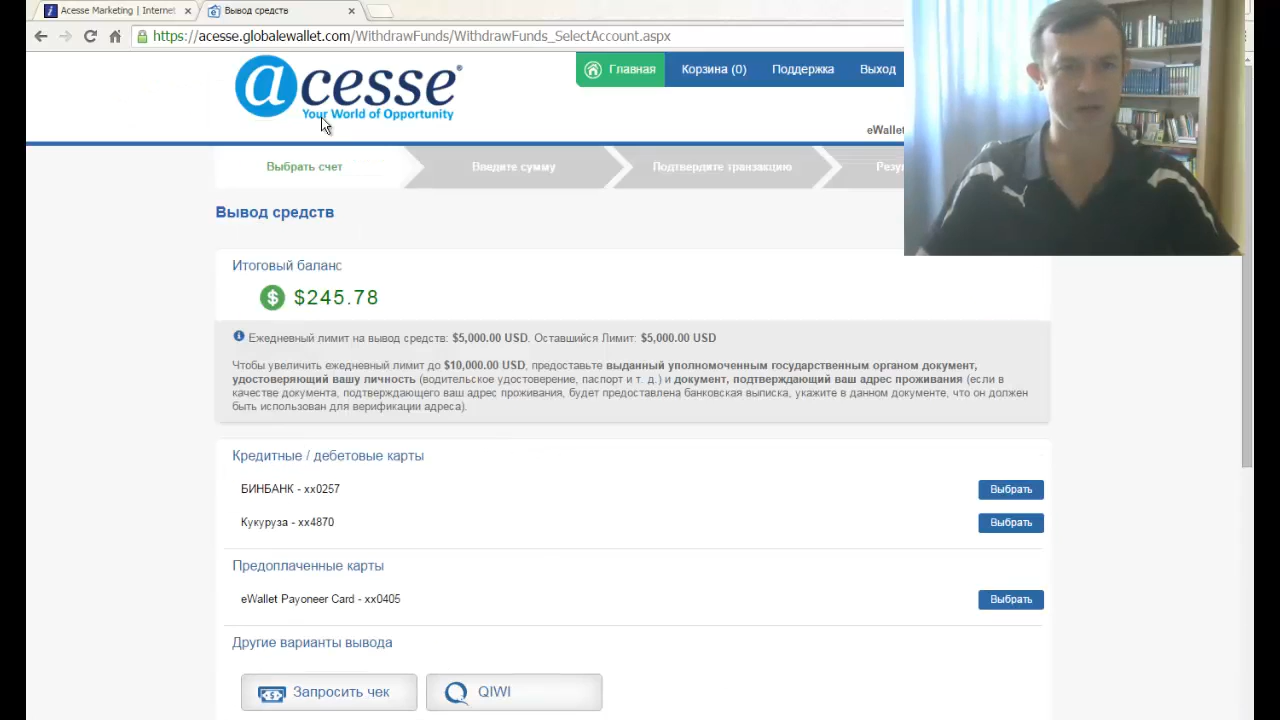 Acesse Marketing | Internet
Вывод средств
https://acesse.globalewallet.com/WithdrawFunds/WithdrawFunds_SelectAccount.aspx
acesse®
Your World of Opportunity
Главная
Корзина (0)
Поддержка
Выход
eWallet
Выбрать счет
Введите сумму
Подтвердите транзакцию
Вывод средств
Итоговый баланс
$245.78
Ежедневный лимит на вывод средств: $5,000.00 USD. Оставшийся Лимит: $5,000.00 USD
Чтобы увеличить ежедневный лимит до $10,000.00 USD, предоставьте выданный уполномоченным государственным органом документ,
удостоверяющий вашу личность (водительское удостоверение, паспорт и т. д.) и документ, подтверждающий ваш адрес проживания (если в
качестве документа, подтверждающего ваш адрес проживания, будет предоставлена банковская выписка, укажите в данном документе, что он должен
быть использован для верификации адреса).
Кредитные / дебетовые карты
БИНБАНК - xx0257
Выбрать
Кукуруза - xx4870
Выбрать
Предоплаченные карты
eWallet Payoneer Card - xx0405
Выбрать
Другие варианты вывода
Запросить чек
QIWI